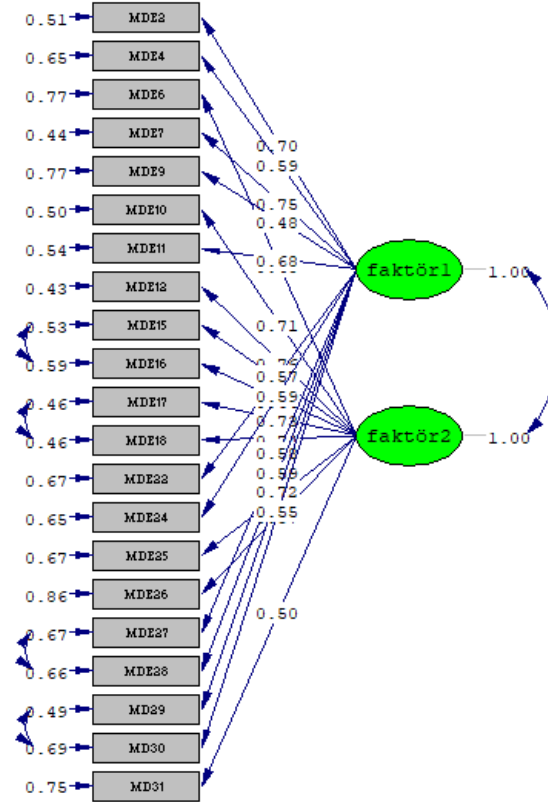 0.51 MDE2
0.65 MDE4
0.77 MDE6
0.44 MDE7
0.77 MDE9
0.50 MDE10
0.54 MDE11
0.43 MDE12
0.53 MDE15
0.59 MDE16
0.46 MDE17
0.46 MDE18
0.67 MDE22
0.65 MDE24
0.67 MDE25
0.86 MDE26
0.67 MDE27
0.66 MDE28
0.49 MD29
0.69 MD30
0.75 MD31
0.70
0.59
0.75
0.48
0.68
0.71
0.57
0.59
0.73
0.59
0.72
0.55
0.50
faktör1 1.00
faktör2 1.00